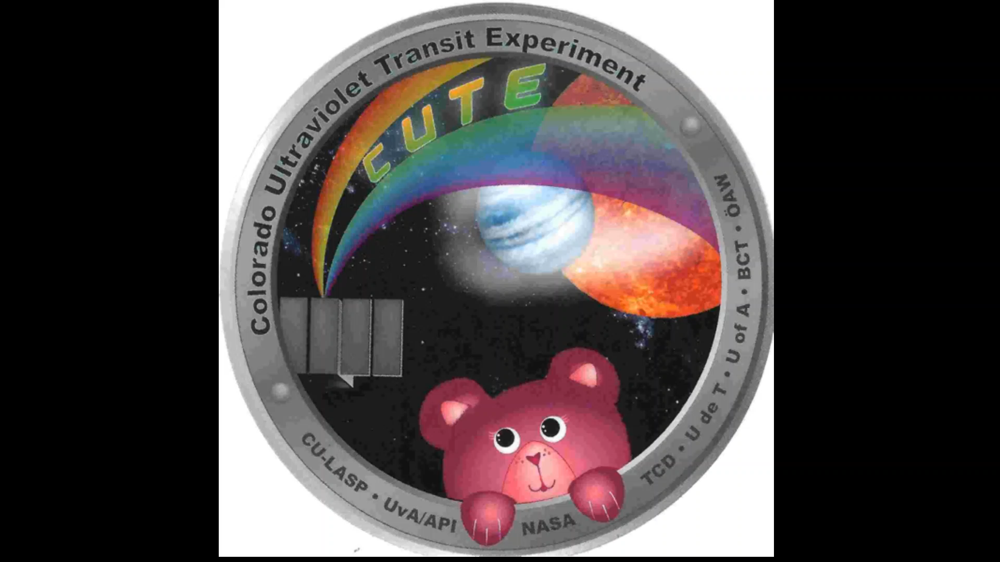 Colorado Ultraviolet Transit Experiment
CUTE
CU-LASP • UvA/API
NASA
TCD • U de T • U of A • BCT • ÖAW